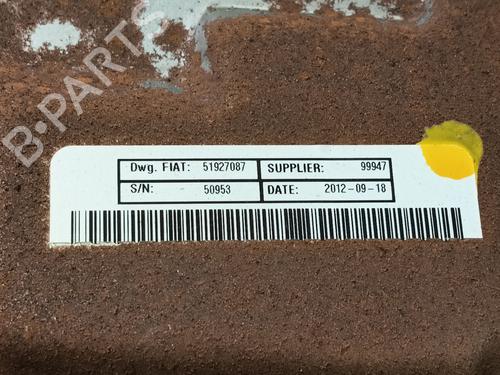 B-PARTS
Dwg. FIAT: 51927087 SUPPLIER: 99947
S/N: 50953 DATE: 2012-09-18